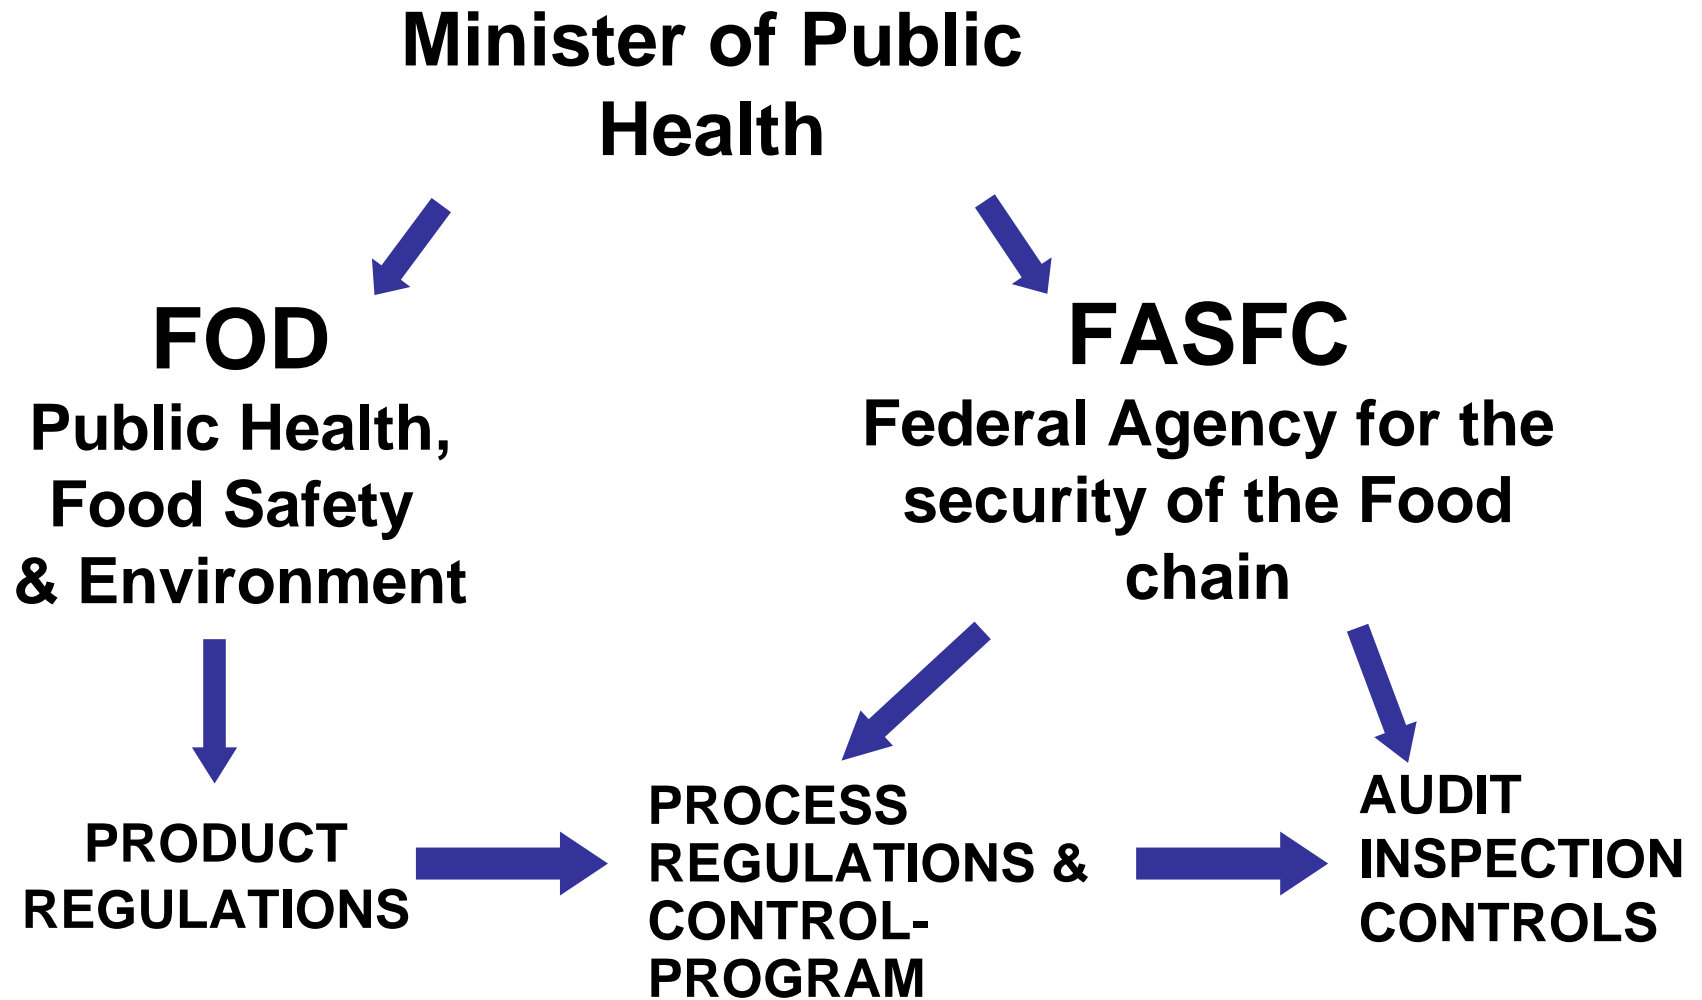 Minister of Public
Health
FOD
Public Health,
Food Safety
& Environment
FASFC
Federal Agency for the
security of the Food
chain
PRODUCT
REGULATIONS
PROCESS
REGULATIONS &
CONTROL-
PROGRAM
AUDIT
INSPECTION
CONTROLS